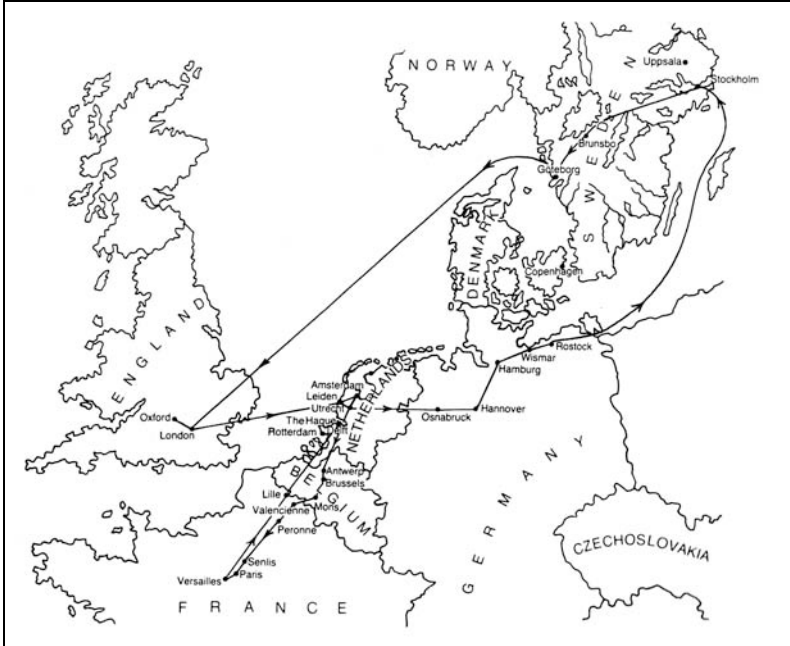 NORWAY
Uppsala
Stockholm
SWEDEN
Brunsbo
Göteborg
DENMARK
Copenhagen
ENGLAND
Rostock
Wismar
Hamburg
Amsterdam
Leiden
Utrecht
NETHERLANDS
Osnabruck
Hannover
Oxford
London
The Hague
Delft
Rotterdam
BELGIUM
Antwerp
Brussels
Lille
Valencienne
Mons
Peronne
GERMANY
CZECHOSLOVAKIA
Senlis
Versailles
Paris
FRANCE